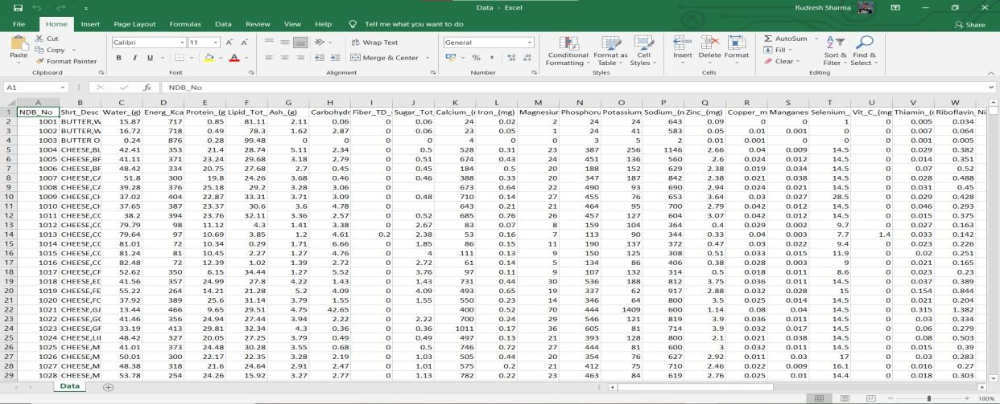 Data - Excel
Rudresh Sharma
File Home Insert Page Layout Formulas Data Review View Help Tell me what you want to do
Share
Paste
Cut
Copy
Format Painter
Calibri 11 A A
B I U A
Wrap Text
Merge & Center
General
% ,
Conditional Formatting
Format as Table
Cell Styles
Insert Delete Format
AutoSum
Fill
Clear
Sort & Filter
Find & Select
Clipboard Font Alignment Number Styles Cells Editing
A1 fx NDB_No
A B C D E F G H I J K L M N O P Q R S T U V W
1 NDB_No Shrt_Desc Water_(g) Energ_Kca Protein_(g Lipid_Tot_ Ash_(g) Carbohydr Fiber_TD_ Sugar_Tot_ Calcium_(r Iron_(mg) Magnesiur Phosphoru Potassium Sodium_(n Zinc_(mg) Copper_m Manganes Selenium_ Vit_C_(mg Thiamin_(r Riboflavin_ Ni
2 1001 BUTTER,W 15.87 717 0.85 81.11 2.11 0.06 0 0.06 24 0.02 2 24 24 643 0.09 0 0 1 0 0.005 0.034
3 1002 BUTTER,W 16.72 718 0.49 78.3 1.62 2.87 0 0.06 23 0.05 1 24 41 583 0.05 0.01 0.001 0 0 0.007 0.064
4 1003 BUTTER O 0.24 876 0.28 99.48 0 0 0 0 4 0 0 3 5 2 0.01 0.001 0 0 0 0.001 0.005
5 1004 CHEESE,BL 42.41 353 21.4 28.74 5.11 2.34 0 0.5 528 0.31 23 387 256 1146 2.66 0.04 0.009 14.5 0 0.029 0.382
6 1005 CHEESE,BF 41.11 371 23.24 29.68 3.18 2.79 0 0.51 674 0.43 24 451 136 560 2.6 0.024 0.012 14.5 0 0.014 0.351
7 1006 CHEESE,BF 48.42 334 20.75 27.68 2.7 0.45 0 0.45 184 0.5 20 188 152 629 2.38 0.019 0.034 14.5 0 0.07 0.52
8 1007 CHEESE,CA 51.8 300 19.8 24.26 3.68 0.46 0 0.46 388 0.33 20 347 187 842 2.38 0.021 0.038 14.5 0 0.028 0.488
9 1008 CHEESE,CA 39.28 376 25.18 29.2 3.28 3.06 0 673 0.64 22 490 93 690 2.94 0.024 0.021 14.5 0 0.031 0.45
10 1009 CHEESE,CH 37.02 404 22.87 33.31 3.71 3.09 0 0.48 710 0.14 27 455 76 653 3.64 0.03 0.027 28.5 0 0.029 0.428
11 1010 CHEESE,CH 37.65 387 23.37 30.6 3.6 4.78 0 643 0.21 21 464 95 700 2.79 0.042 0.012 14.5 0 0.046 0.293
12 1011 CHEESE,CC 38.2 394 23.76 32.11 3.36 2.57 0 0.52 685 0.76 26 457 127 604 3.07 0.042 0.012 14.5 0 0.015 0.375
13 1012 CHEESE,CC 79.79 98 11.12 4.3 1.41 3.38 0 2.67 83 0.07 8 159 104 364 0.4 0.029 0.002 9.7 0 0.027 0.163
14 1013 CHEESE,CC 79.64 97 10.69 3.85 1.2 4.61 0.2 2.38 53 0.16 7 113 90 344 0.33 0.04 0.003 7.7 1.4 0.033 0.142
15 1014 CHEESE,CC 81.01 72 10.34 0.29 1.71 6.66 0 1.85 86 0.15 11 190 137 372 0.47 0.03 0.022 9.4 0 0.023 0.226
16 1015 CHEESE,CC 81.24 81 10.45 2.27 1.27 4.76 0 4 111 0.13 9 150 125 308 0.51 0.033 0.015 11.9 0 0.02 0.251
17 1016 CHEESE,CC 82.48 72 12.39 1.02 1.39 2.72 0 2.72 61 0.14 5 134 86 406 0.38 0.028 0.003 9 0 0.021 0.165
18 1017 CHEESE,CF 52.62 350 6.15 34.44 1.27 5.52 0 3.76 97 0.11 9 107 132 314 0.5 0.018 0.011 8.6 0 0.023 0.23
19 1018 CHEESE,ED 41.56 357 24.99 27.8 4.22 1.43 0 1.43 731 0.44 30 536 188 812 3.75 0.036 0.011 14.5 0 0.037 0.389
20 1019 CHEESE,FE 55.22 264 14.21 21.28 5.2 4.09 0 4.09 493 0.65 19 337 62 917 2.88 0.032 0.028 15 0 0.154 0.844
21 1020 CHEESE,FC 37.92 389 25.6 31.14 3.79 1.55 0 1.55 550 0.23 14 346 64 800 3.5 0.025 0.014 14.5 0 0.021 0.204
22 1021 CHEESE,GJ 13.44 466 9.65 29.51 4.75 42.65 0 400 0.52 70 444 1409 600 1.14 0.08 0.04 14.5 0 0.315 1.382
23 1022 CHEESE,GC 41.46 356 24.94 27.44 3.94 2.22 0 2.22 700 0.24 29 546 121 819 3.9 0.036 0.011 14.5 0 0.03 0.334
24 1023 CHEESE,GF 33.19 413 29.81 32.34 4.3 0.36 0 0.36 1011 0.17 36 605 81 714 3.9 0.032 0.017 14.5 0 0.06 0.279
25 1024 CHEESE,LII 48.42 327 20.05 27.25 3.79 0.49 0 0.49 497 0.13 21 393 128 800 2.1 0.021 0.038 14.5 0 0.08 0.503
26 1025 CHEESE,M 41.01 373 24.48 30.28 3.55 0.68 0 0.5 746 0.72 27 444 81 600 3 0.032 0.011 14.5 0 0.015 0.39
27 1026 CHEESE,M 50.01 300 22.17 22.35 3.28 2.19 0 1.03 505 0.44 20 354 76 627 2.92 0.011 0.03 17 0 0.03 0.283
28 1027 CHEESE,M 48.38 318 21.6 24.64 2.91 2.47 0 1.01 575 0.2 21 412 75 710 2.46 0.022 0.009 16.1 0 0.016 0.27
29 1028 CHEESE,M 53.78 254 24.26 15.92 3.27 2.77 0 1.13 782 0.22 23 463 84 619 2.76 0.025 0.01 14.4 0 0.018 0.303
Data
100%